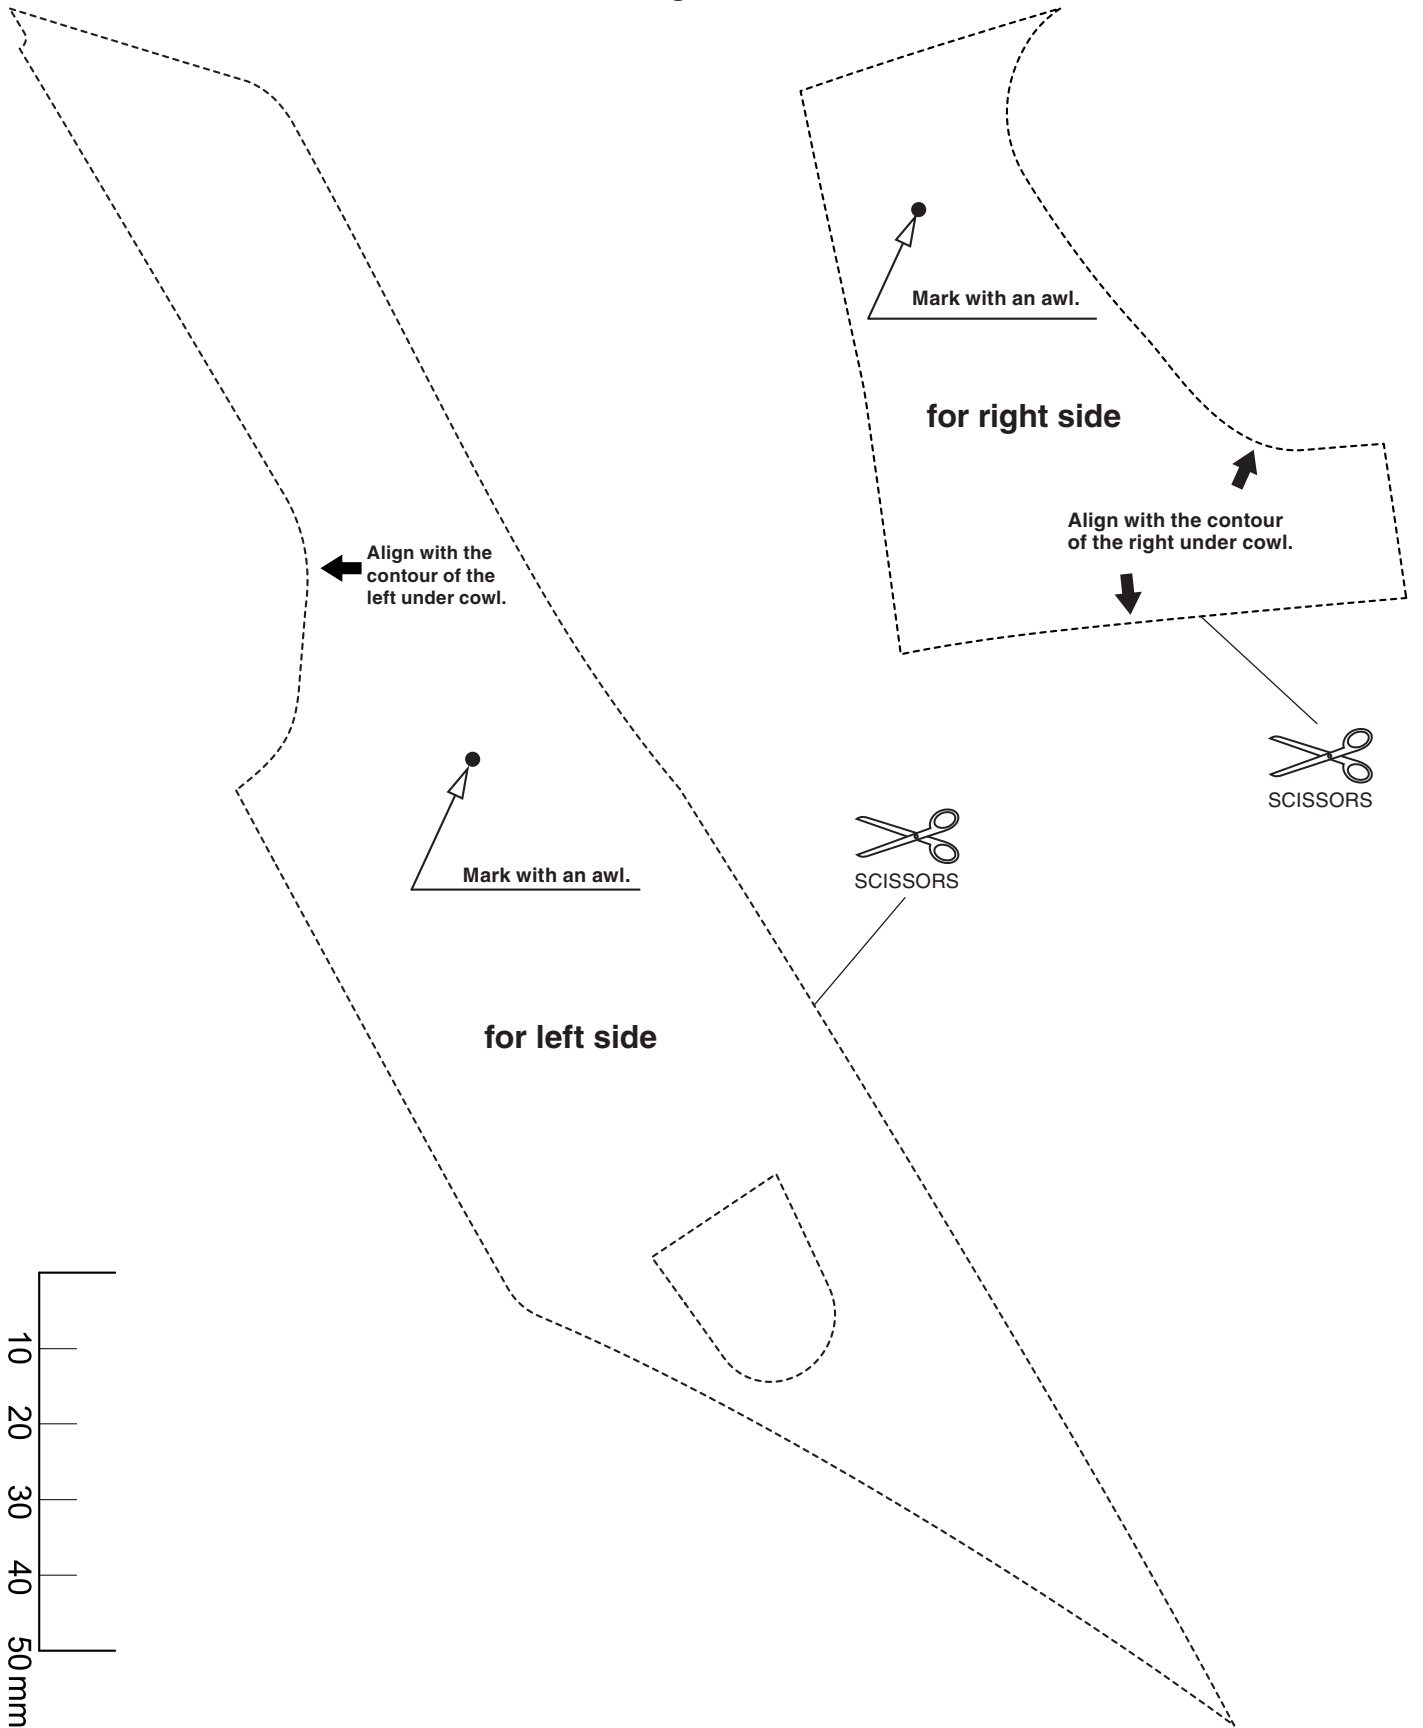 Mark with an awl.
for right side
Align with the contour
of the right under cowl.
SCISSORS
Align with the
contour of the
left under cowl.
Mark with an awl.
SCISSORS
for left side
10
20
30
40
50 mm